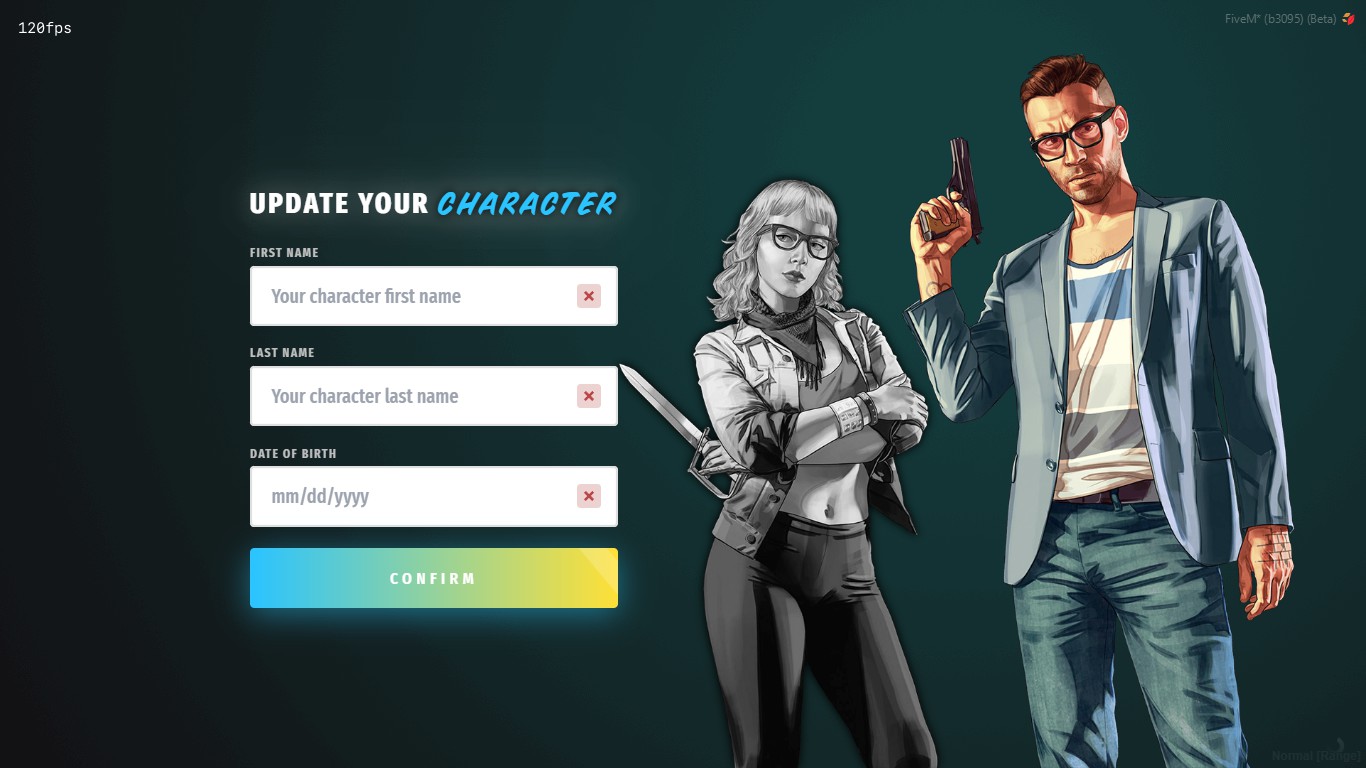 120fps
FiveM* (b3095) (Beta)
UPDATE YOUR CHARACTER
FIRST NAME
Your character first name
LAST NAME
Your character last name
DATE OF BIRTH
mm/dd/yyyy
CONFIRM
Normal [Range]